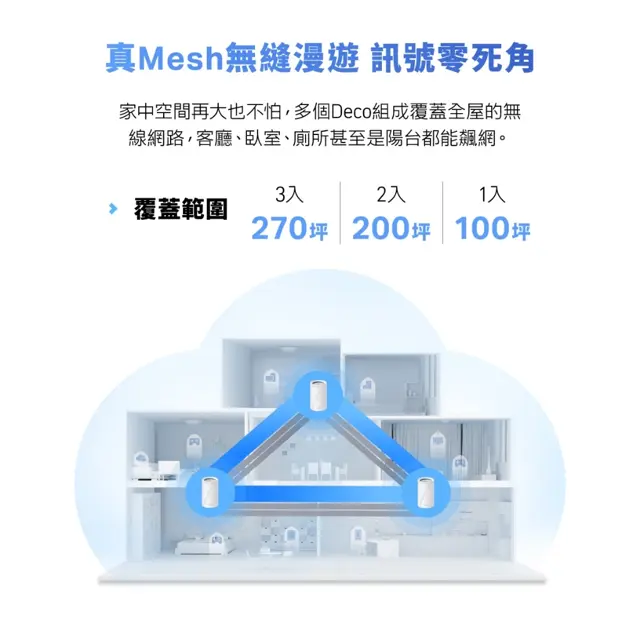 真Mesh無縫漫遊 訊號零死角
家中空間再大也不怕,多個Deco組成覆蓋全屋的無
線網路,客廳、臥室、廁所甚至是陽台都能飆網。
覆蓋範圍
3入 2入 1入
270坪 200坪 100坪